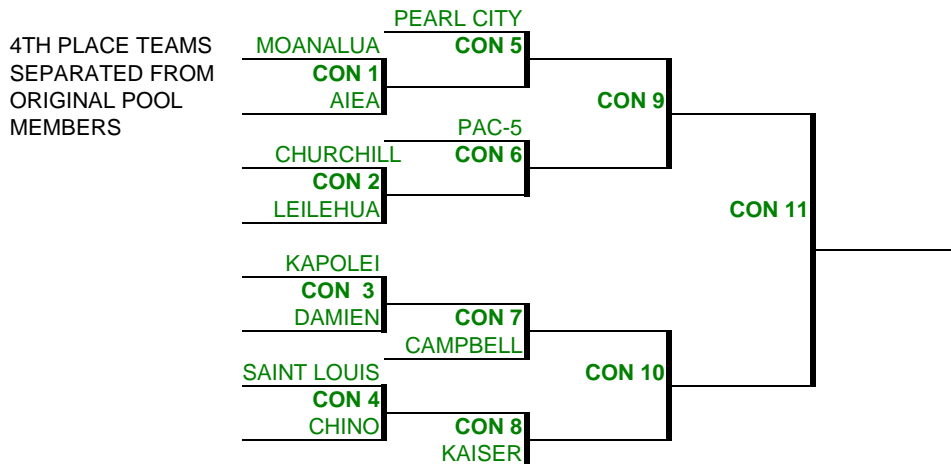 4TH PLACE TEAMS
SEPARATED FROM
ORIGINAL POOL
MEMBERS
PEARL CITY
MOANALUA
CON 5
CON 1
AIEA
CON 9
PAC-5
CHURCHILL
CON 6
CON 2
LEILEHUA
CON 11
KAPOLEI
CON  3
DAMIEN
CON 7
CAMPBELL
SAINT LOUIS
CON 10
CON 4
CHINO
CON 8
KAISER